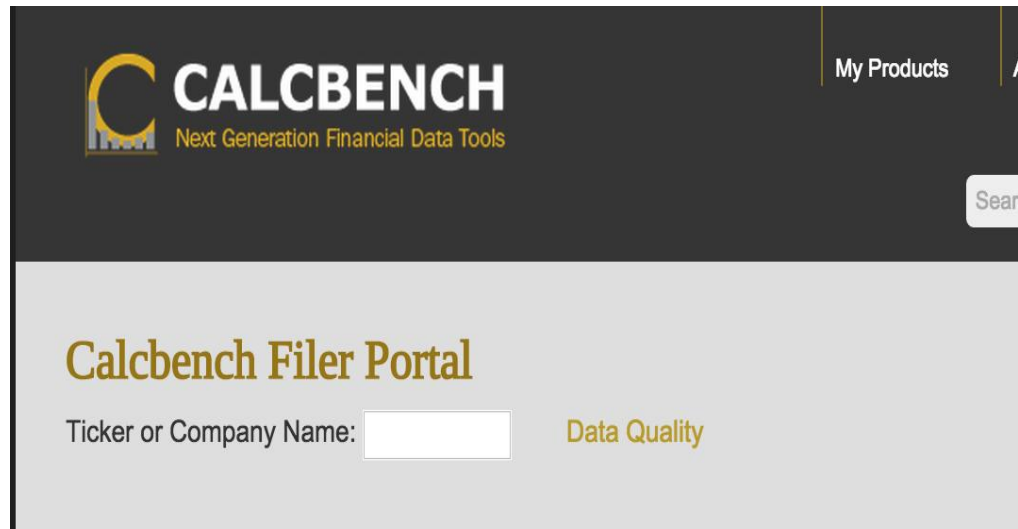 CALCBENCH
Next Generation Financial Data Tools
My Products
Calcbench Filer Portal
Ticker or Company Name:
Data Quality